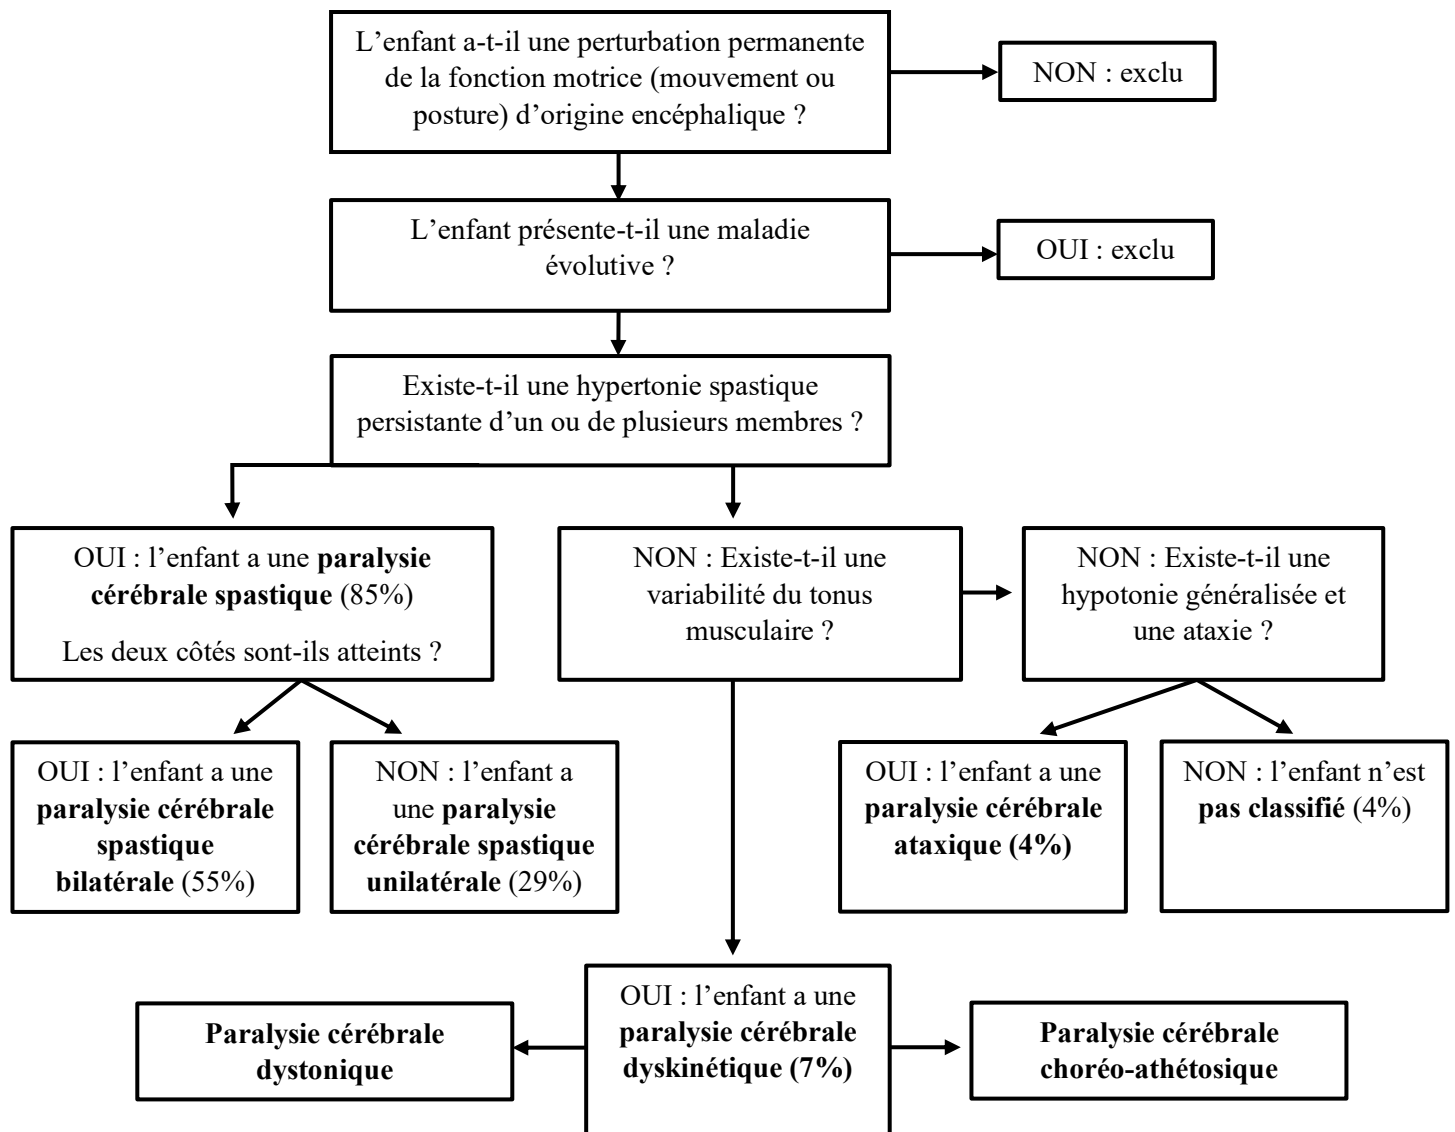 L’enfant a-t-il une perturbation permanente
de la fonction motrice (mouvement ou
posture) d’origine encéphalique ?
NON : exclu
L’enfant présente-t-il une maladie
évolutive ?
OUI : exclu
Existe-t-il une hypertonie spastique
persistante d’un ou de plusieurs membres ?
OUI : l’enfant a une paralysie
cérébrale spastique (85%)
Les deux côtés sont-ils atteints ?
NON : Existe-t-il une
variabilité du tonus
musculaire ?
NON : Existe-t-il une
hypotonie généralisée et
une ataxie ?
OUI : l’enfant a une
paralysie cérébrale
spastique
bilatérale (55%)
NON : l’enfant a
une paralysie
cérébrale spastique
unilatérale (29%)
OUI : l’enfant a une
paralysie cérébrale
ataxique (4%)
NON : l’enfant n’est
pas classifié (4%)
Paralysie cérébrale
dystonique
OUI : l’enfant a une
paralysie cérébrale
dyskinétique (7%)
Paralysie cérébrale
choréo-athétosique